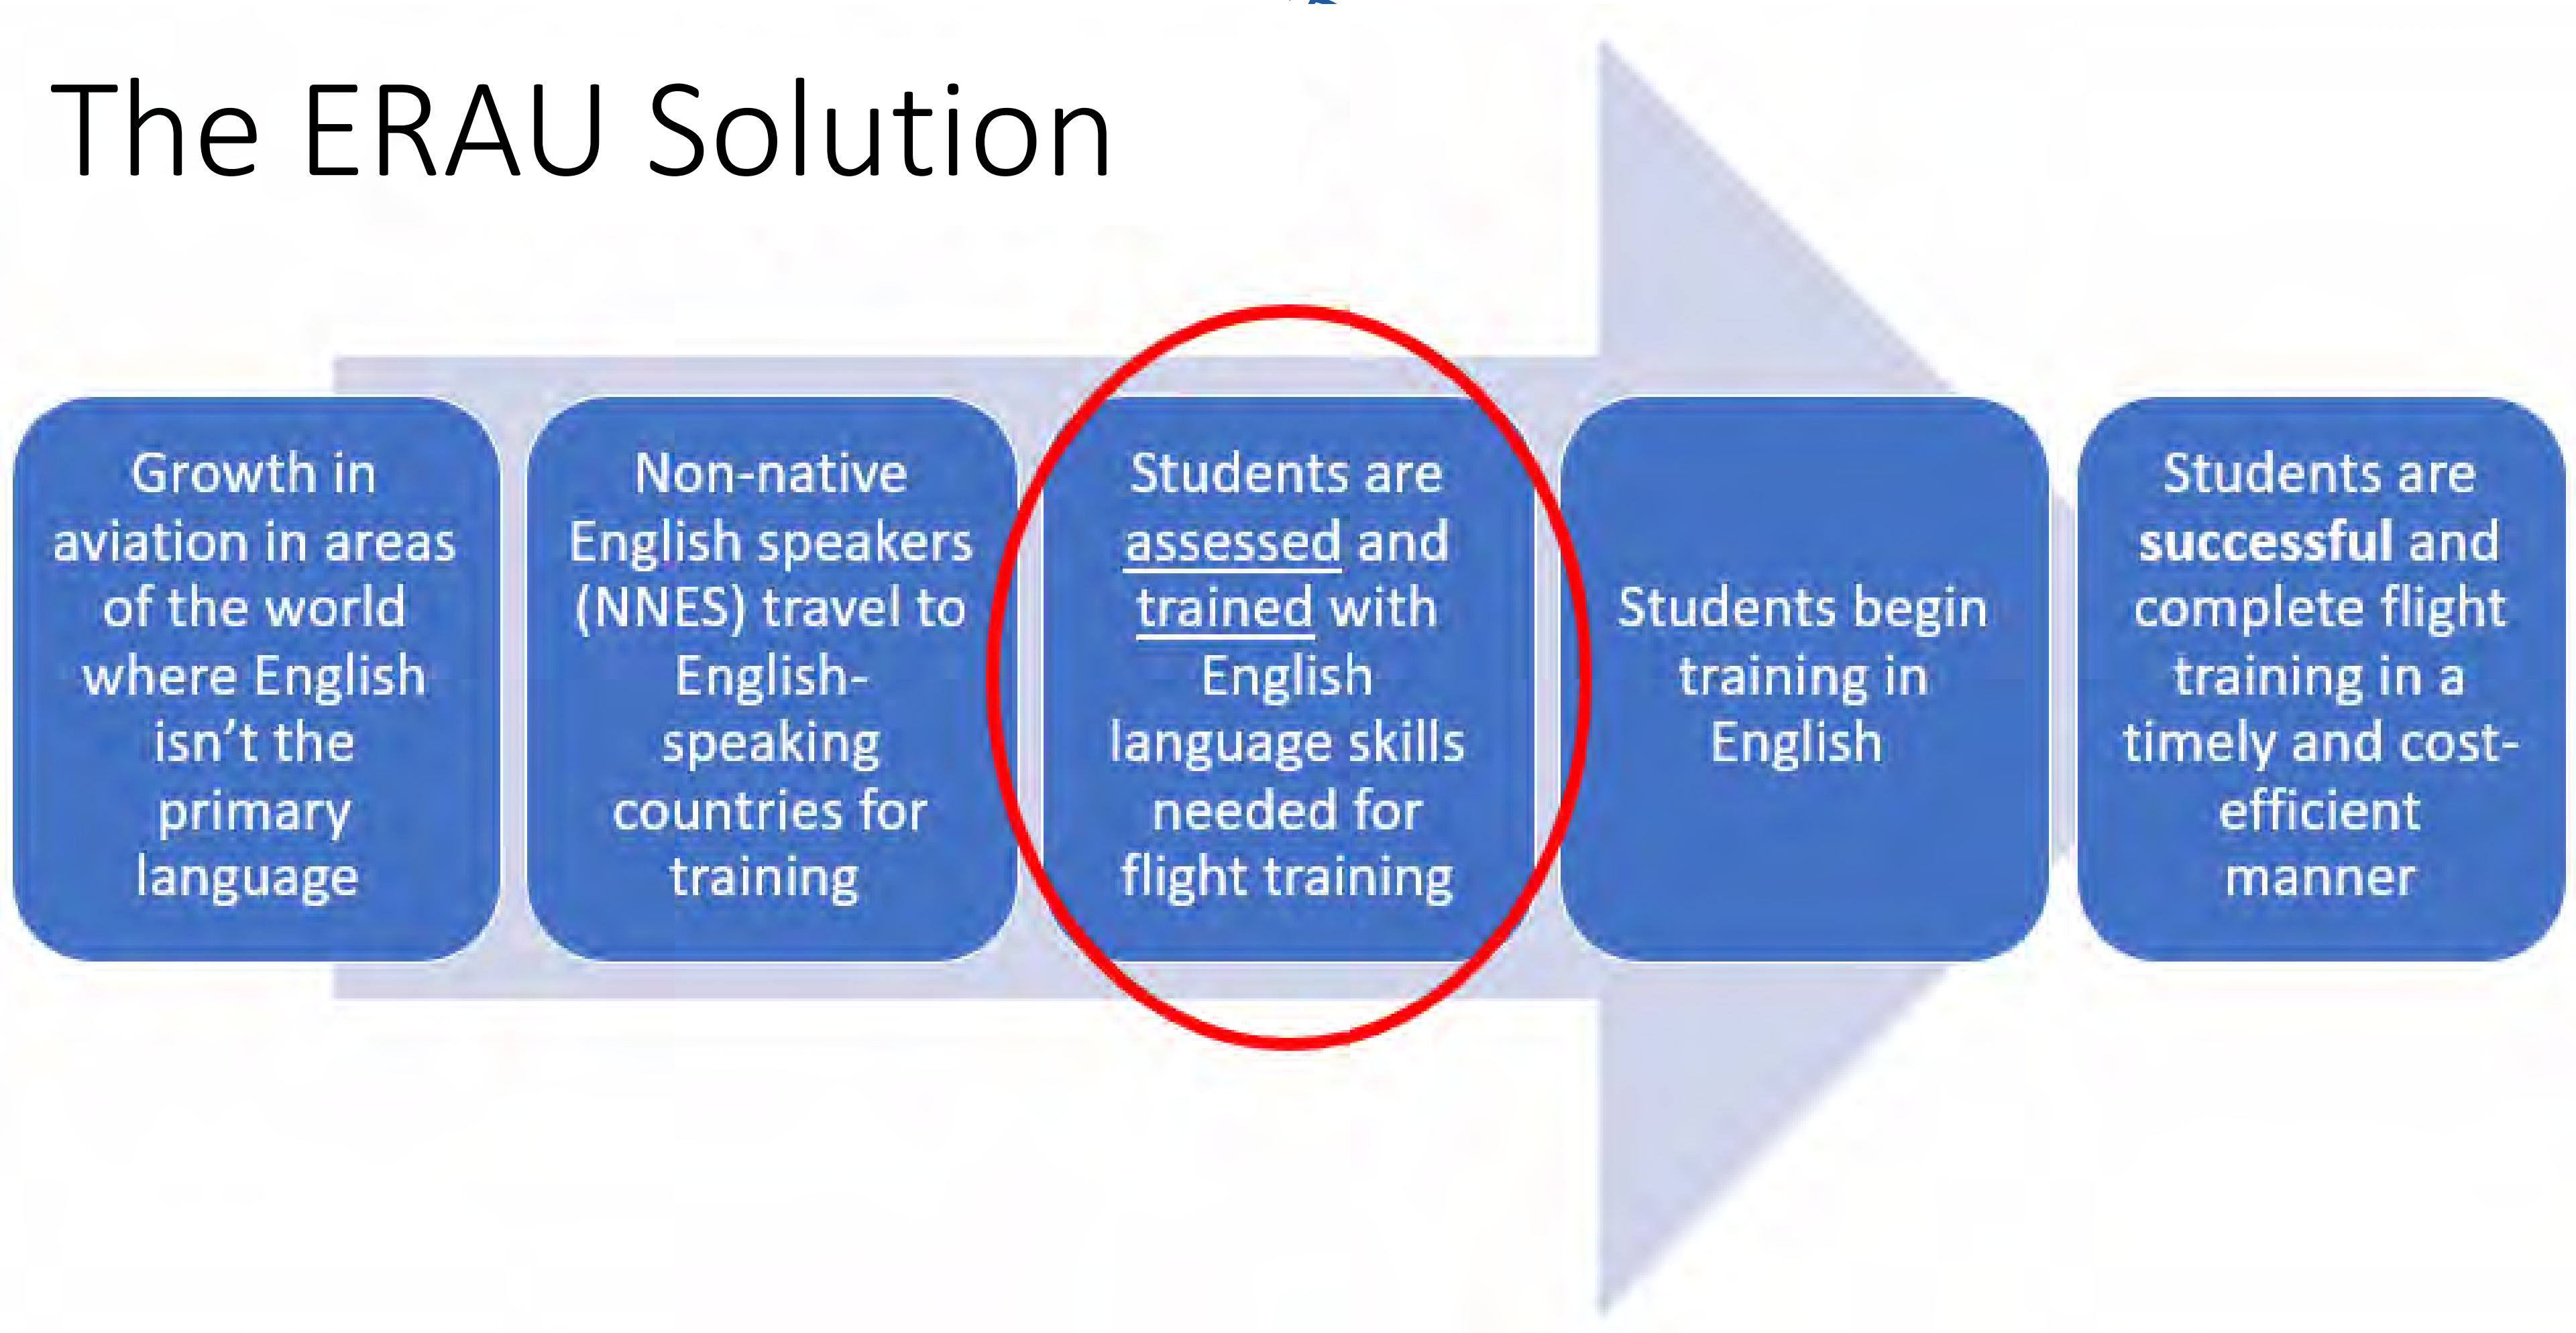 The ERAU Solution
Growth in
aviation in areas
of the world
where English
isn’t the
primary
language
Non-native
English speakers
(NNES) travel to
English-
speaking
countries for
training
Students are
assessed and
trained with
English
language skills
needed for
flight training
Students begin
training in
English
Students are
successful and
complete flight
training in a
timely and cost-
efficient
manner